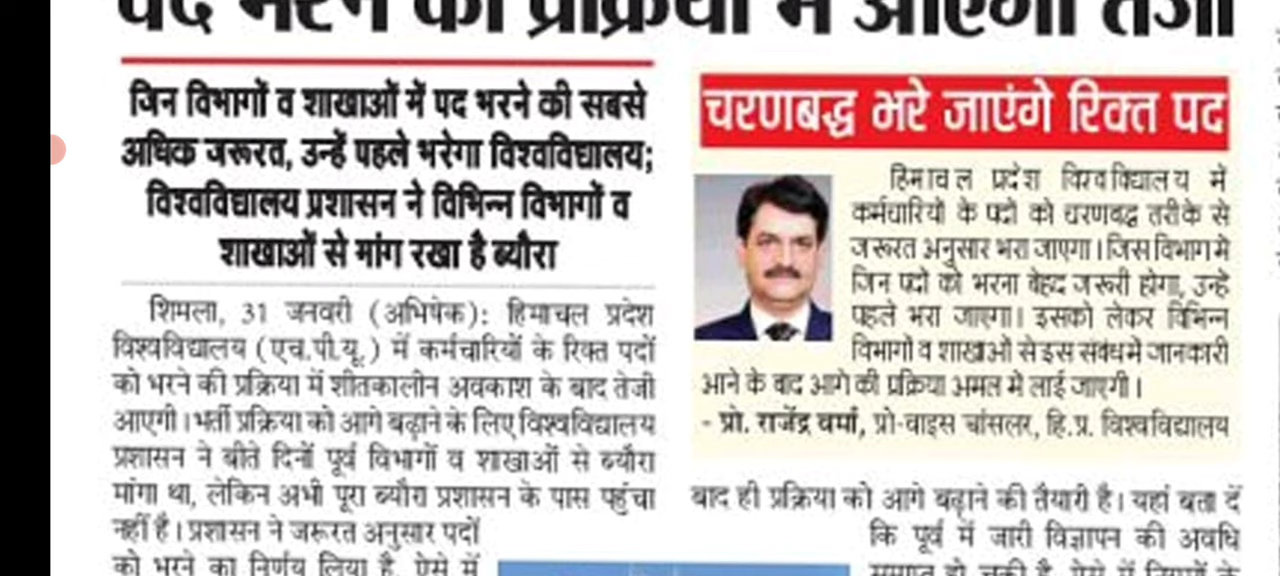 पद भरने की प्रक्रिया में आएगी तेजी
जिन विभागों व शाखाओं में पद भरने की सबसे
अधिक जरूरत, उन्हें पहले भरेगा विश्वविद्यालय;
विश्वविद्यालय प्रशासन ने विभिन्न विभागों व
शाखाओं से मांग रखा है ब्यौरा
शिमला, 31 जनवरी (अभिषेक): हिमाचल प्रदेश
विश्वविद्यालय (एच.पी.यू.) में कर्मचारियों के रिक्त पदों
को भरने की प्रक्रिया में शीतकालीन अवकाश के बाद तेजी
आएगी। भर्ती प्रक्रिया को आगे बढ़ाने के लिए विश्वविद्यालय
प्रशासन ने बीते दिनों पूर्व विभागों व शाखाओं से ब्यौरा
मांगा था, लेकिन अभी पूरा ब्यौरा प्रशासन के पास पहुंचा
नहीं है। प्रशासन ने जरूरत अनुसार पदों
को भरने का निर्णय लिया है, ऐसे में
चरणबद्ध भरे जाएंगे रिक्त पद
हिमाचल प्रदेश विश्वविद्यालय में
कर्मचारियों के पदों को चरणबद्ध तरीके से
जरूरत अनुसार भरा जाएगा। जिस विभाग में
जिन पदों को भरना बेहद जरूरी होगा, उन्हें
पहले भरा जाएगा। इसको लेकर विभिन्न
विभागों व शाखाओं से इस संबंध में जानकारी
आने के बाद आगे की प्रक्रिया अमल में लाई जाएगी।
- प्रो. राजेंद्र वर्मा, प्रो-वाइस चांसलर, हि.प्र. विश्वविद्यालय
बाद ही प्रक्रिया को आगे बढ़ाने की तैयारी है। यहां बता दें
कि पूर्व में जारी विज्ञापन की अवधि
समाप्त हो चुकी है, ऐसे में